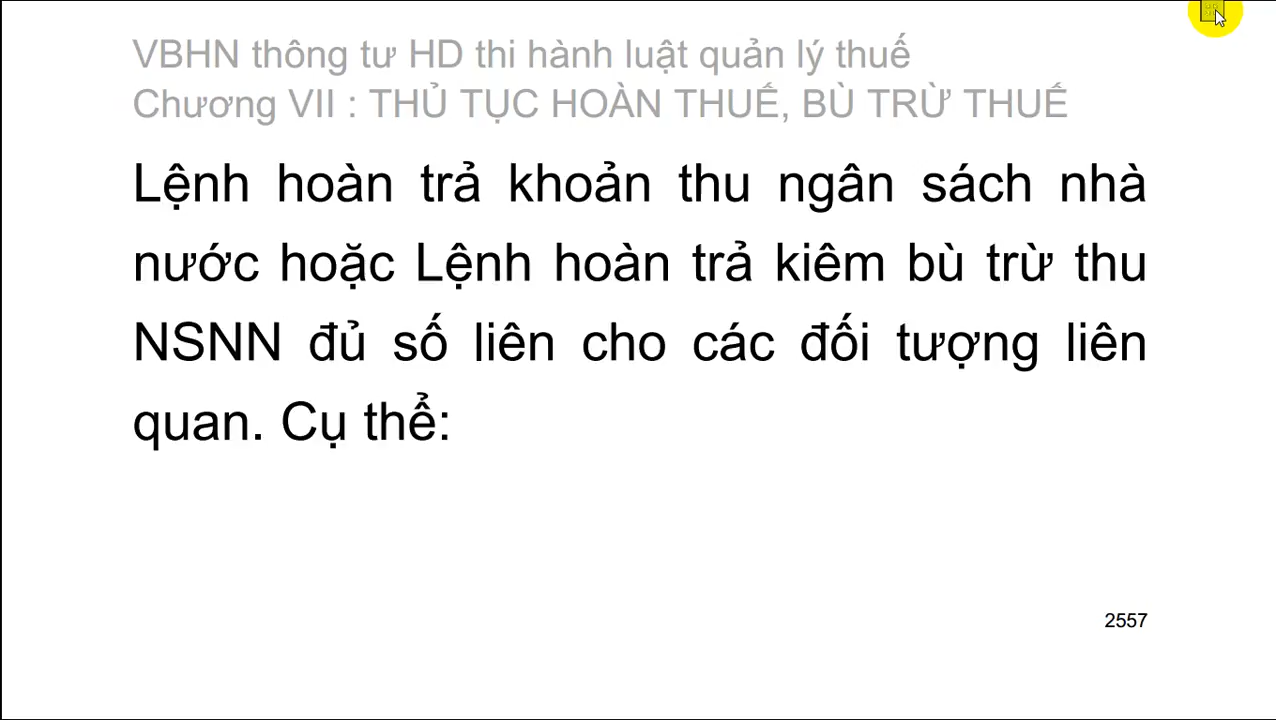 VBHN thông tư HD thi hành luật quản lý thuế
Chương VII : THỦ TỤC HOÀN THUẾ, BÙ TRỪ THUẾ
Lệnh hoàn trả khoản thu ngân sách nhà
nước hoặc Lệnh hoàn trả kiêm bù trừ thu
NSNN đủ số liên cho các đối tượng liên
quan. Cụ thể:
2557